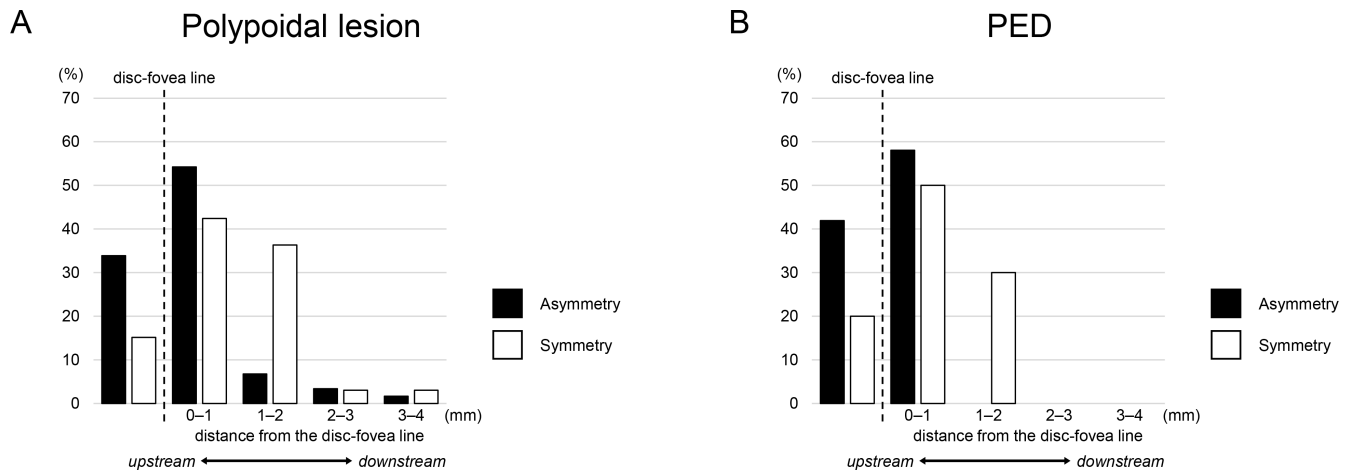 A
Polypoidal lesion
(%)
disc-fovea line
70
60
50
40
30
20
10
0
0–1 1–2 2–3 3–4 (mm)
distance from the disc-fovea line
upstream downstream
Asymmetry
Symmetry
B
PED
(%)
disc-fovea line
70
60
50
40
30
20
10
0
0–1 1–2 2–3 3–4 (mm)
distance from the disc-fovea line
upstream downstream
Asymmetry
Symmetry